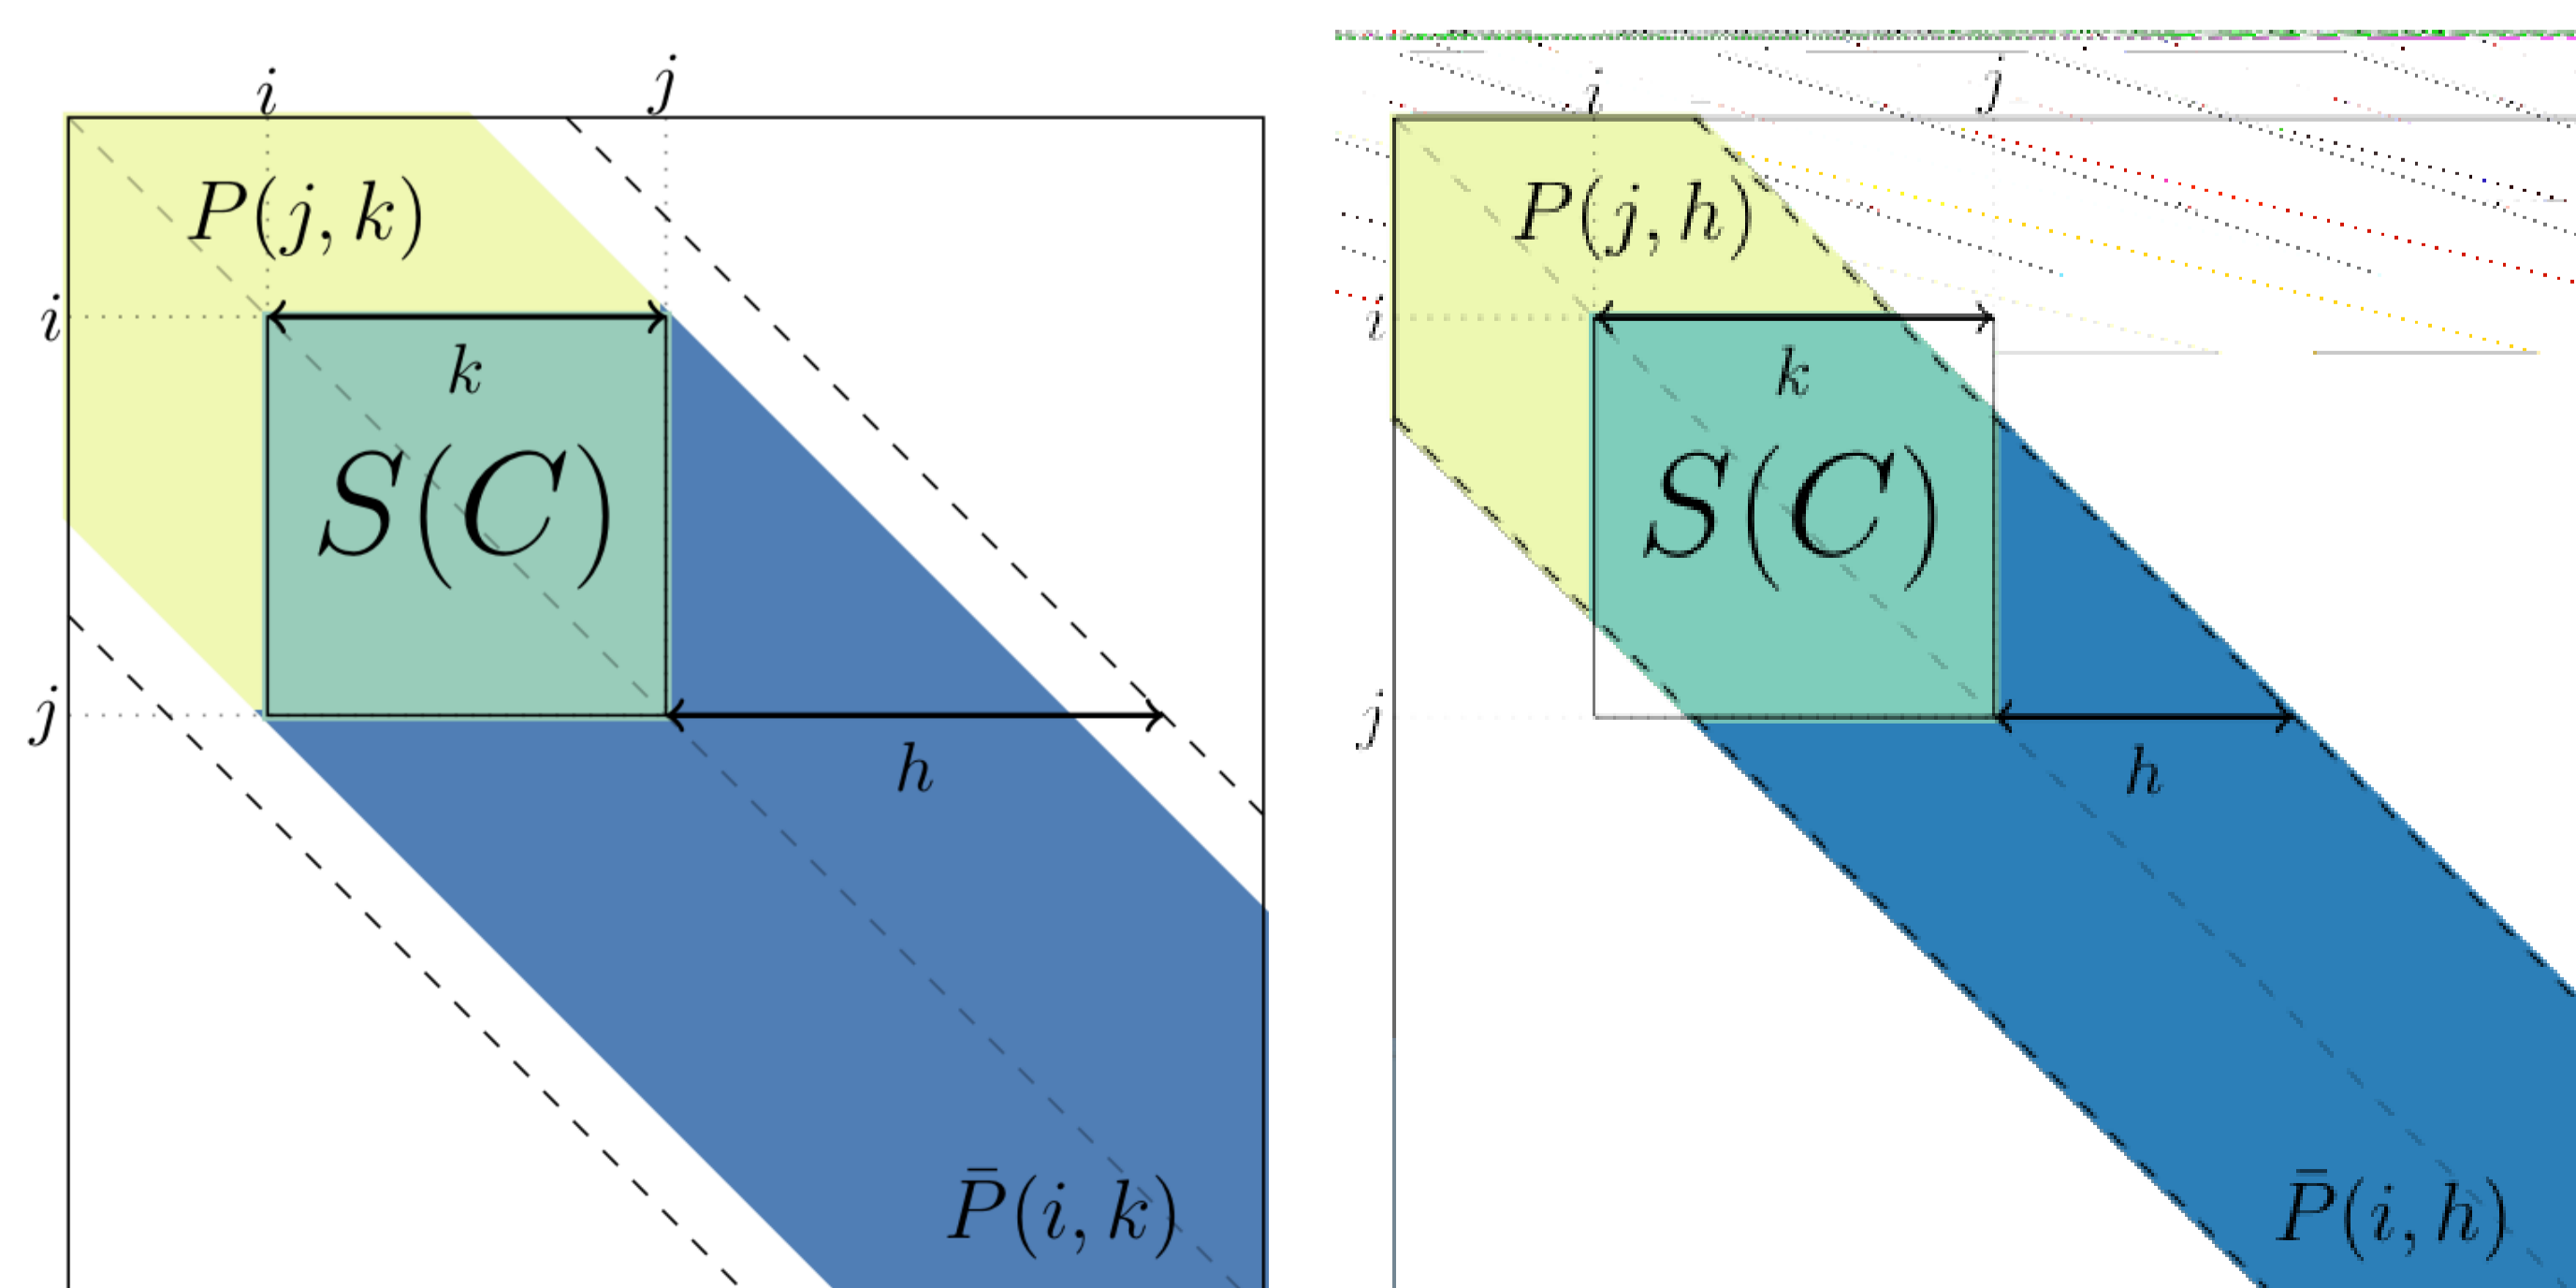 i
j
P(j, k)
i
k
S(C)
j
h
P̄(i, k)
i
j
P(j, h)
i
k
S(C)
j
h
P̄(i, h)